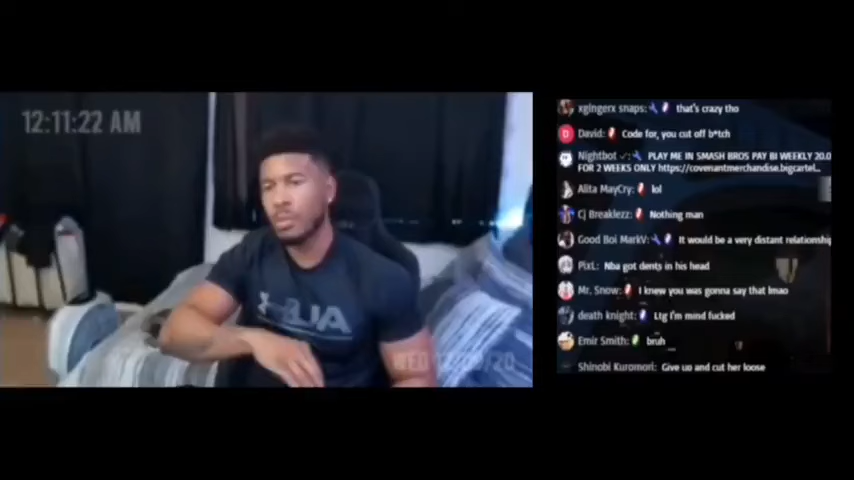 12:11:22 AM
xgingerx snaps: that's crazy tho
David: Code for, you cut off b*tch
Nightbot PLAY ME IN SMASH BROS PAY BI WEEKLY 20.0
FOR 2 WEEKS ONLY https://covenantmerchandise.bigcartel...
Alita MayCry: lol
Cj Breaklezz: Nothing man
Good Boi MarkV: It would be a very distant relationship
PixL: Nba got dents in his head
Mr. Snow: I knew you was gonna say that lmao
death knight: Ltg I'm mind fucked
Emir Smith: bruh
Shinobi Kuromori: Give up and cut her loose
WED